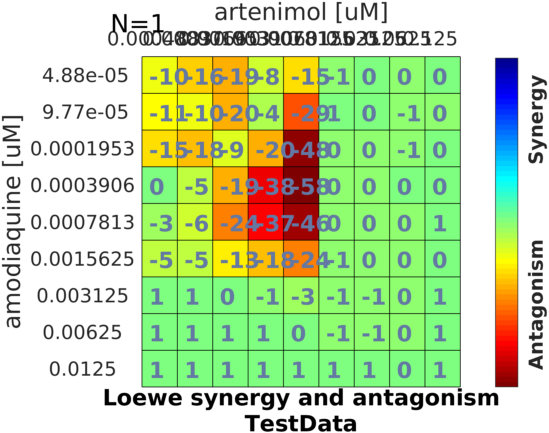 artenimol [uM]
N=1
4.88e-05 -10 -16 -19 -8 -15 -1 0 0 0
9.77e-05 -11 -10 -20 -4 -29 1 0 -1 0
0.0001953 -15 -18 -9 -20 -48 0 0 -1 0
0.0003906 0 -5 -19 -38 -58 0 0 0 0
0.0007813 -3 -6 -24 -37 -46 0 0 0 1
0.0015625 -5 -5 -13 -18 -24 -1 0 0 0
0.003125 1 1 0 -1 -3 -1 -1 0 1
0.00625 1 1 1 1 0 -1 -1 0 1
0.0125 1 1 1 1 1 1 1 0 1
amodiaquine [uM]
Synergy
Antagonism
Loewe synergy and antagonism
TestData